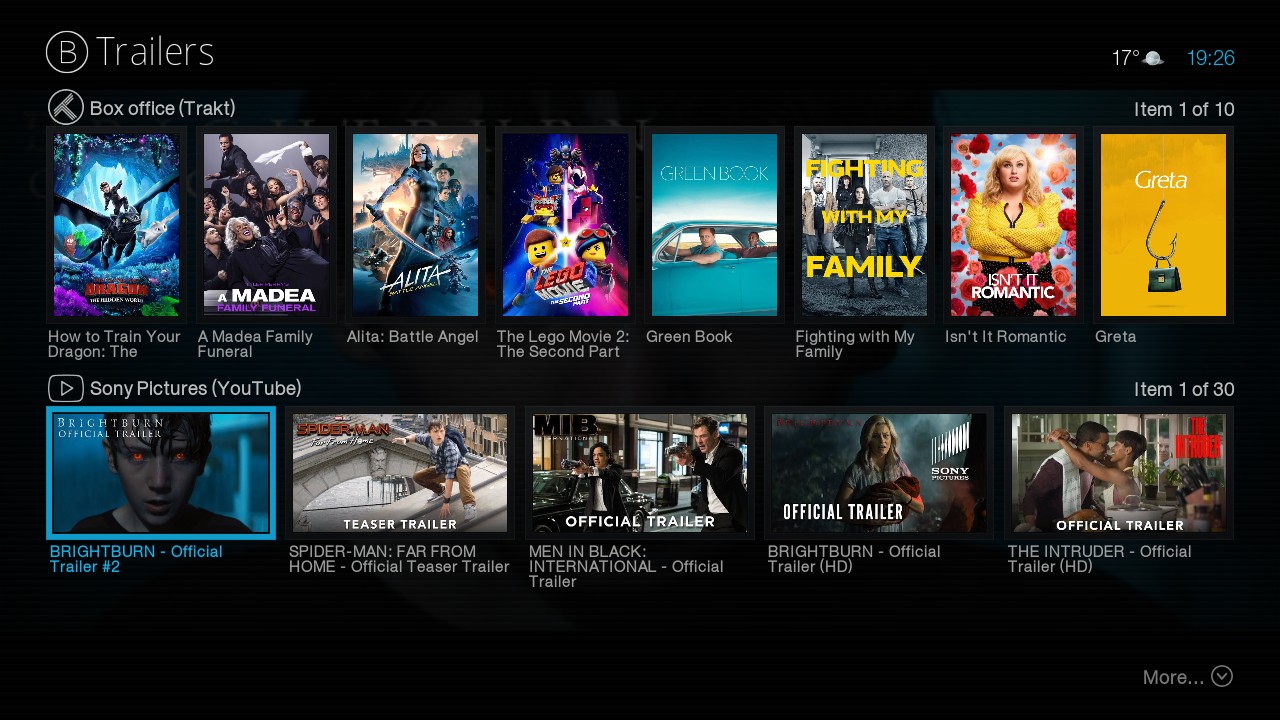 B Trailers
17° 19:26
Box office (Trakt)
Item 1 of 10
DRAGON
THE HIDDEN WORLD
A MADEA
FAMILY FUNERAL
ALITA
BATTLE ANGEL
THE LEGO
MOVIE 2
THE SECOND PART
GREEN BOOK
FIGHTING
WITH MY
FAMILY
ISN'T IT
ROMANTIC
Greta
How to Train Your
Dragon: The
A Madea Family
Funeral
Alita: Battle Angel
The Lego Movie 2:
The Second Part
Green Book
Fighting with My
Family
Isn't It Romantic
Greta
Sony Pictures (YouTube)
Item 1 of 30
BRIGHTBURN
OFFICIAL TRAILER
SPIDER-MAN
Far From Home
TEASER TRAILER
MIB
INTERNATIONAL
OFFICIAL TRAILER
BRIGHTBURN
SONY
PICTURES
OFFICIAL TRAILER
THE
INTRUDER
OFFICIAL TRAILER
BRIGHTBURN - Official
Trailer #2
SPIDER-MAN: FAR FROM
HOME - Official Teaser Trailer
MEN IN BLACK:
INTERNATIONAL - Official
Trailer
BRIGHTBURN - Official
Trailer (HD)
THE INTRUDER - Official
Trailer (HD)
More...